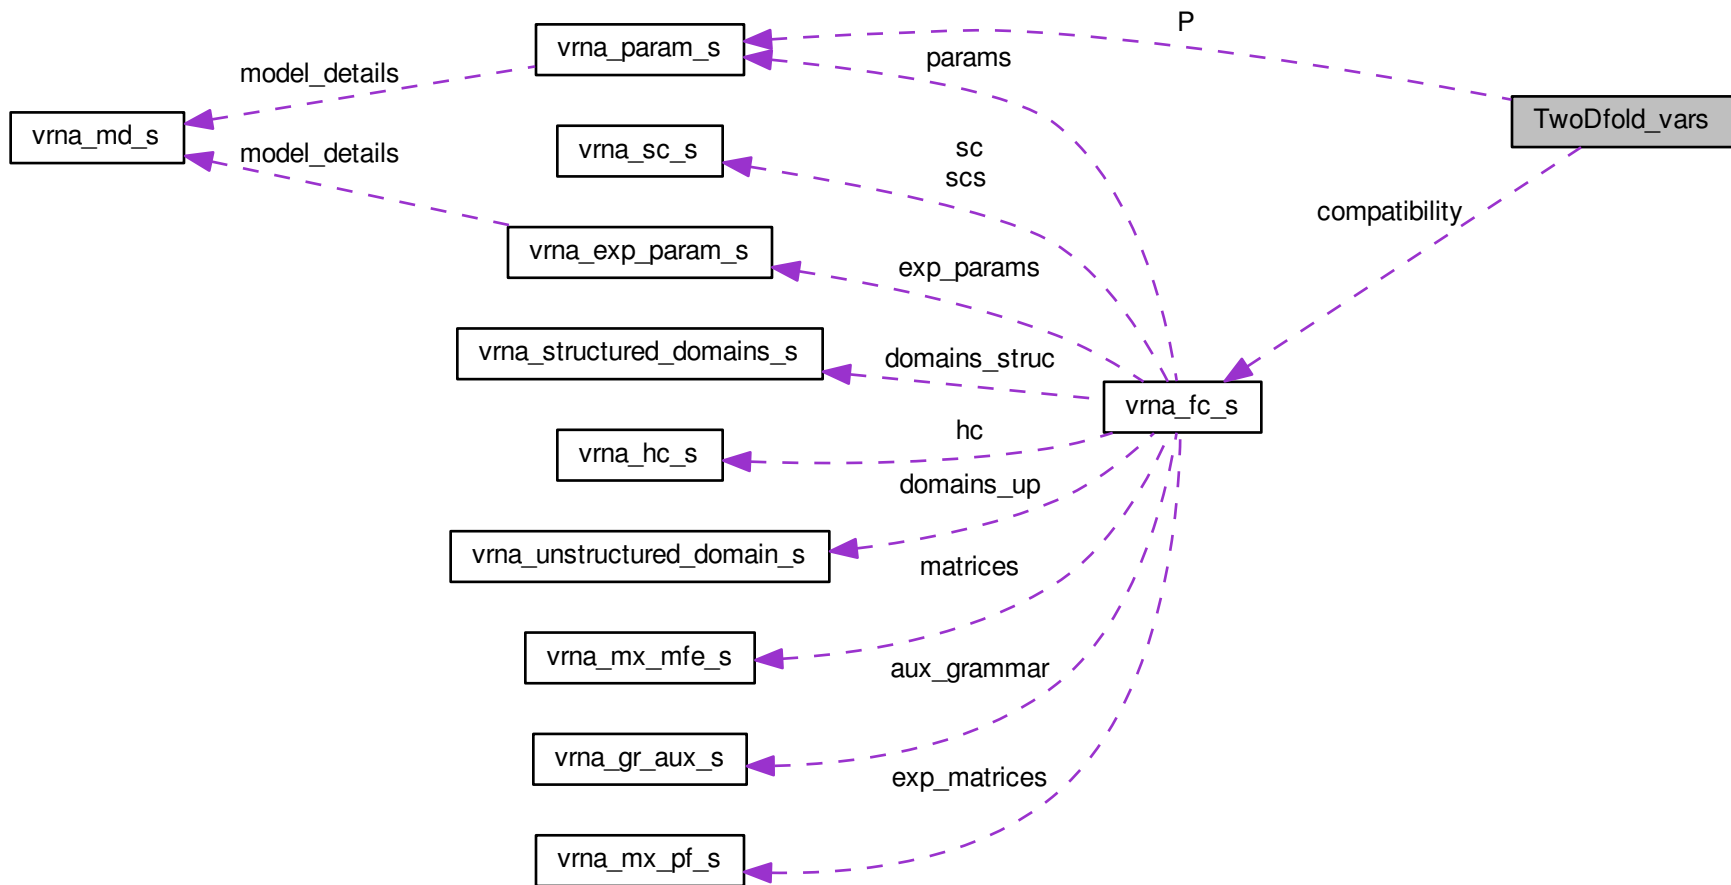 P
vrna_param_s
params
model_details
TwoDfold_vars
vrna_md_s
sc
vrna_sc_s
model_details
scs
compatibility
vrna_exp_param_s
exp_params
vrna_structured_domains_s
domains_struc
vrna_fc_s
hc
vrna_hc_s
domains_up
vrna_unstructured_domain_s
matrices
vrna_mx_mfe_s
aux_grammar
vrna_gr_aux_s
exp_matrices
vrna_mx_pf_s